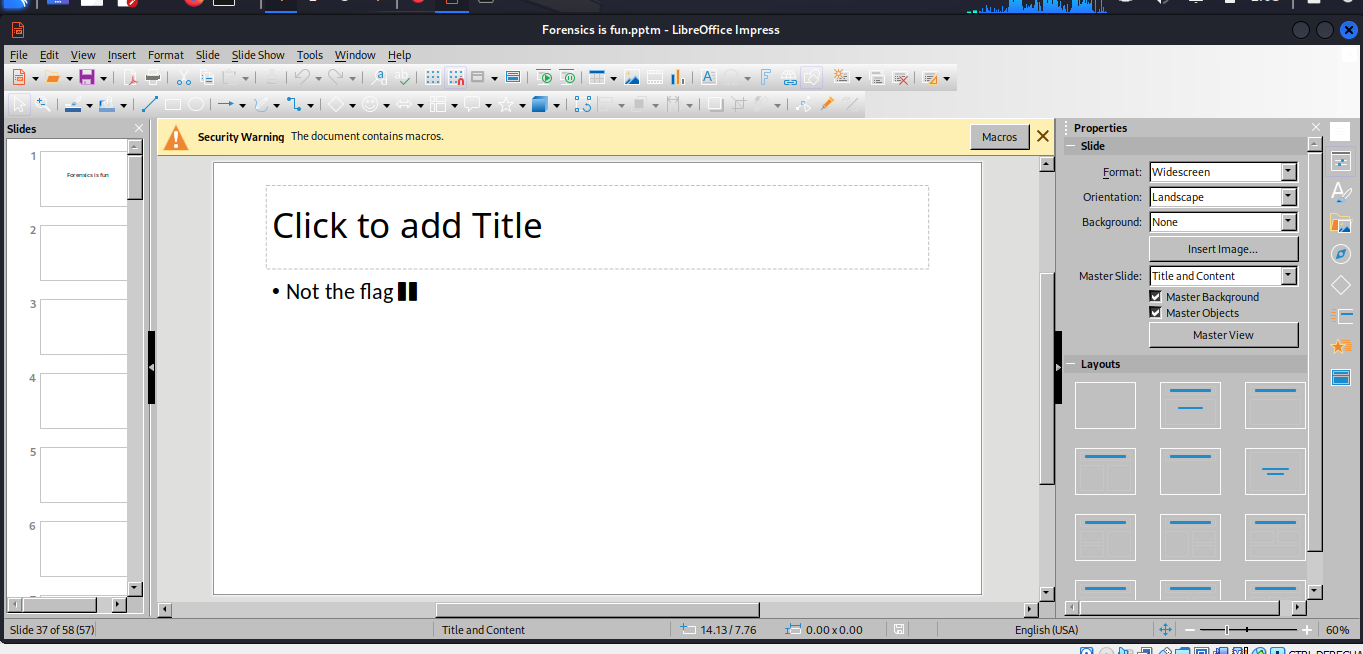 Forensics is fun.pptm - LibreOffice Impress
File Edit View Insert Format Slide Slide Show Tools Window Help
Slides
Security Warning The document contains macros.
Macros
1
Forensics is fun
2
3
4
5
6
Click to add Title
• Not the flag
Properties
Slide
Format: Widescreen
Orientation: Landscape
Background: None
Insert Image...
Master Slide: Title and Content
Master Background
Master Objects
Master View
Layouts
Slide 37 of 58 (57)
Title and Content
14.13 / 7.76
0.00 x 0.00
English (USA)
60%